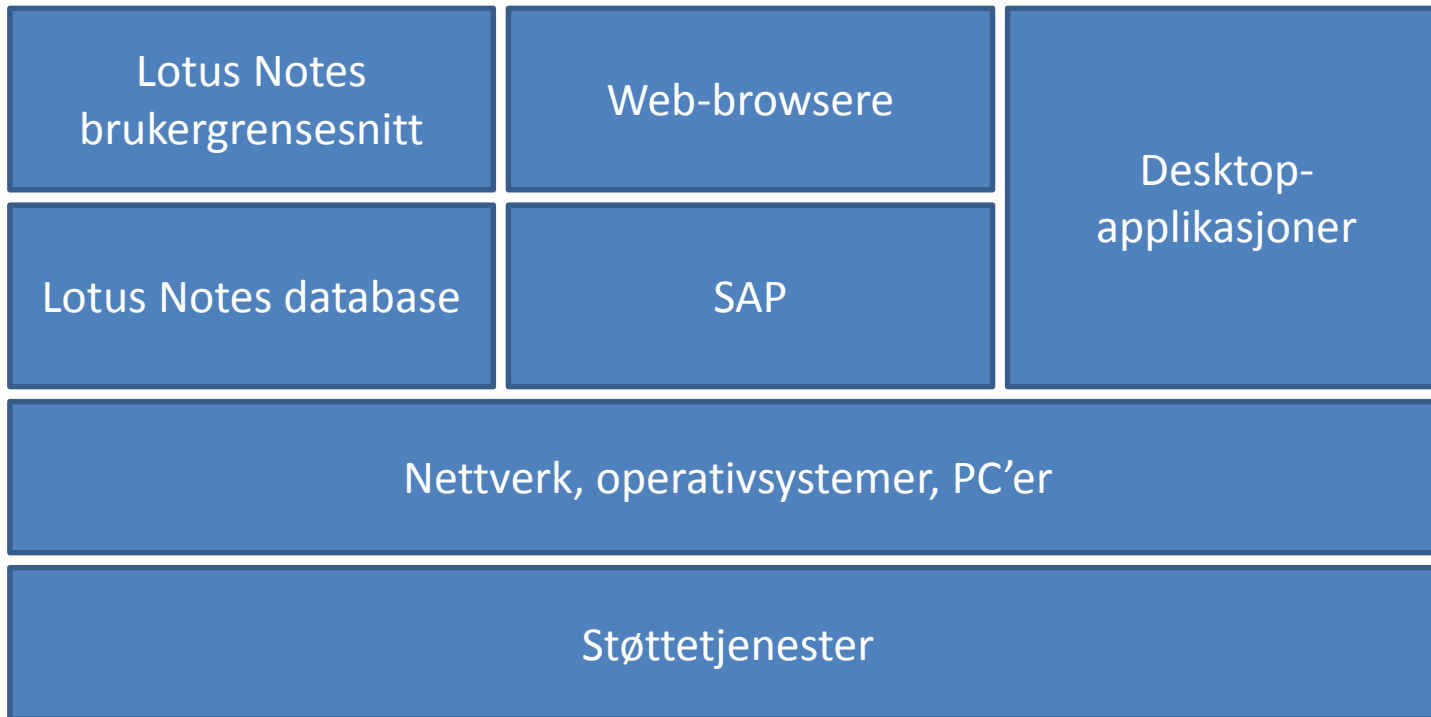 Lotus Notes
brukergrensesnitt
Web-browsere
Desktop-
applikasjoner
Lotus Notes database
SAP
Nettverk, operativsystemer, PC’er
Støttetjenester